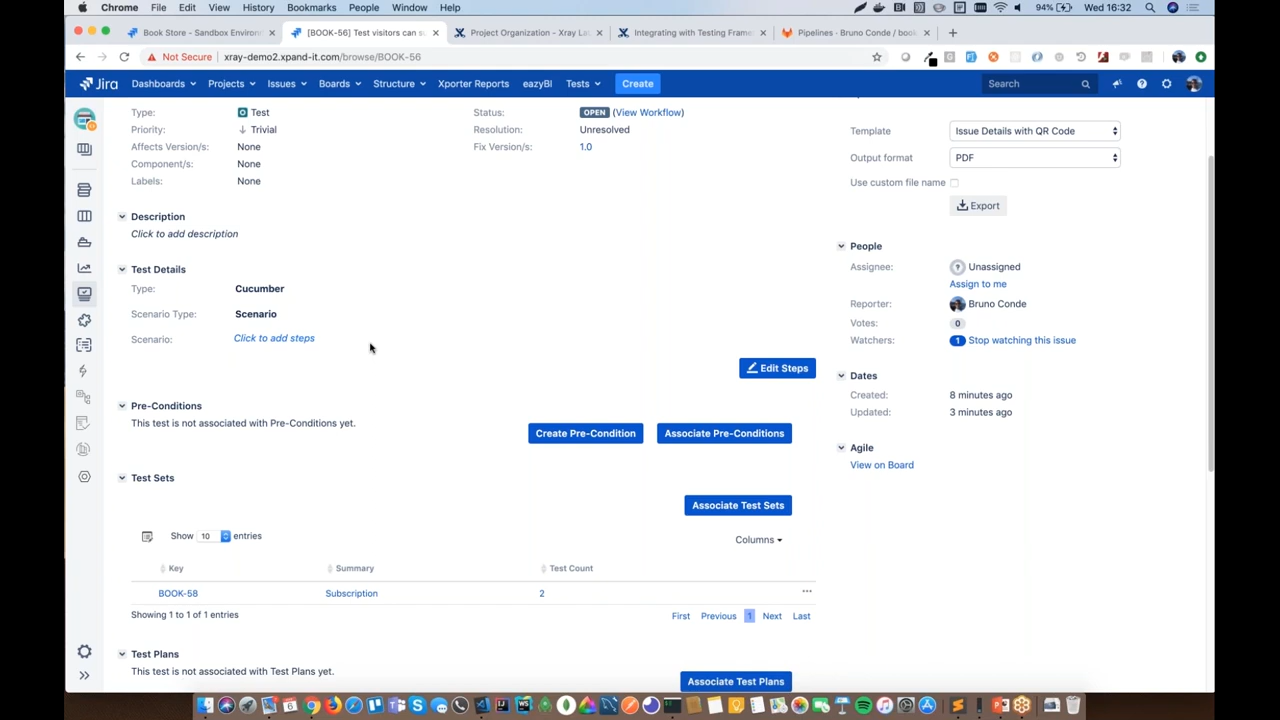 Chrome File Edit View History Bookmarks People Window Help 94% Wed 16:32
Book Store - Sandbox Environ × [BOOK-56] Test visitors can su × Project Organization - Xray La × Integrating with Testing Frame × Pipelines - Bruno Conde / book × +
Not Secure xray-demo2.xpand-it.com/browse/BOOK-56
Jira Dashboards Projects Issues Boards Structure Xporter Reports eazyBI Tests Create Search
Type: Test Status: OPEN (View Workflow)
Priority: Trivial Resolution: Unresolved
Affects Version/s: None Fix Version/s: 1.0
Component/s: None
Labels: None
Template Issue Details with QR Code
Output format PDF
Use custom file name
Export
Description
Click to add description
Test Details
Type: Cucumber
Scenario Type: Scenario
Scenario: Click to add steps
Edit Steps
Pre-Conditions
This test is not associated with Pre-Conditions yet.
Create Pre-Condition Associate Pre-Conditions
Test Sets
Associate Test Sets
Show 10 entries Columns
Key Summary Test Count
BOOK-58 Subscription 2 ...
Showing 1 to 1 of 1 entries First Previous 1 Next Last
Test Plans
This test is not associated with Test Plans yet.
Associate Test Plans
People
Assignee: Unassigned
Assign to me
Reporter: Bruno Conde
Votes: 0
Watchers: 1 Stop watching this issue
Dates
Created: 8 minutes ago
Updated: 3 minutes ago
Agile
View on Board